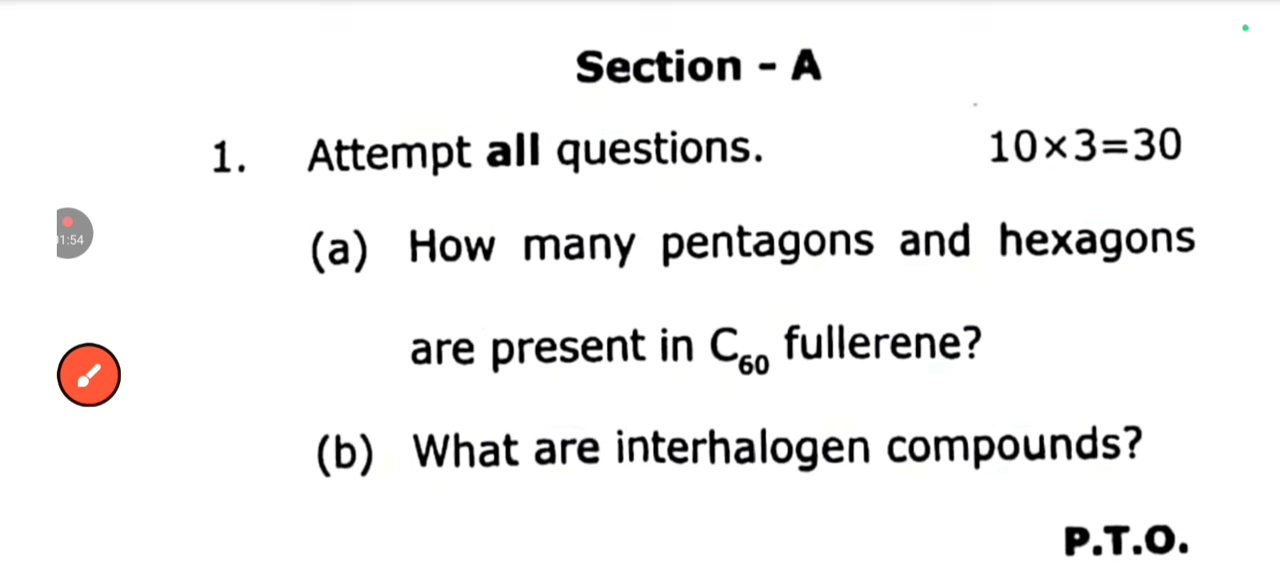 Section - A
1. Attempt all questions. 10×3=30
(a) How many pentagons and hexagons
are present in C₆₀ fullerene?
(b) What are interhalogen compounds?
P.T.O.